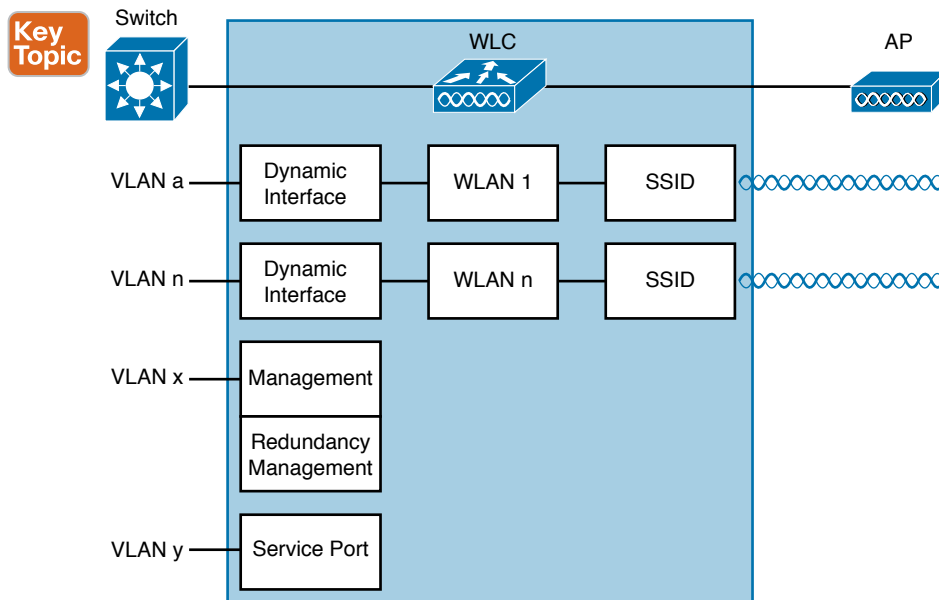 Key
Topic
Switch
WLC
AP
VLAN a
Dynamic
Interface
WLAN 1
SSID
VLAN n
Dynamic
Interface
WLAN n
SSID
VLAN x
Management
Redundancy
Management
VLAN y
Service Port